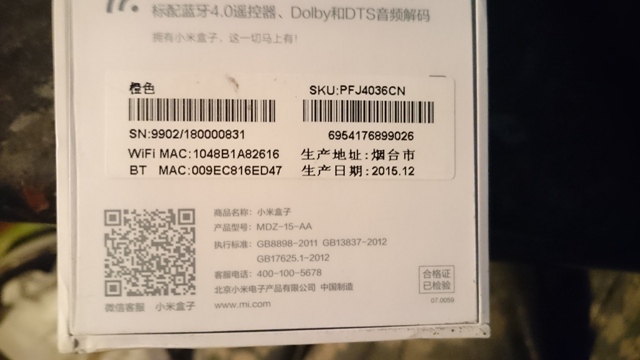 标配蓝牙4.0遥控器、Dolby和DTS音频解码
拥有小米盒子，这一切马上有！
橙色
SKU:PFJ4036CN
SN:9902/180000831
6954176899026
WiFi MAC:1048B1A82616
生产地址:烟台市
BT MAC:009EC816ED47
生产日期:2015.12
商品名称: 小米盒子
产品型号: MDZ-15-AA
执行标准: GB8898-2011 GB13837-2012
GB17625.1-2012
客服电话: 400-100-5678
北京小米电子产品有限公司 中国制造
www.mi.com
微信客服 小米盒子
合格证
已检验
07.0059